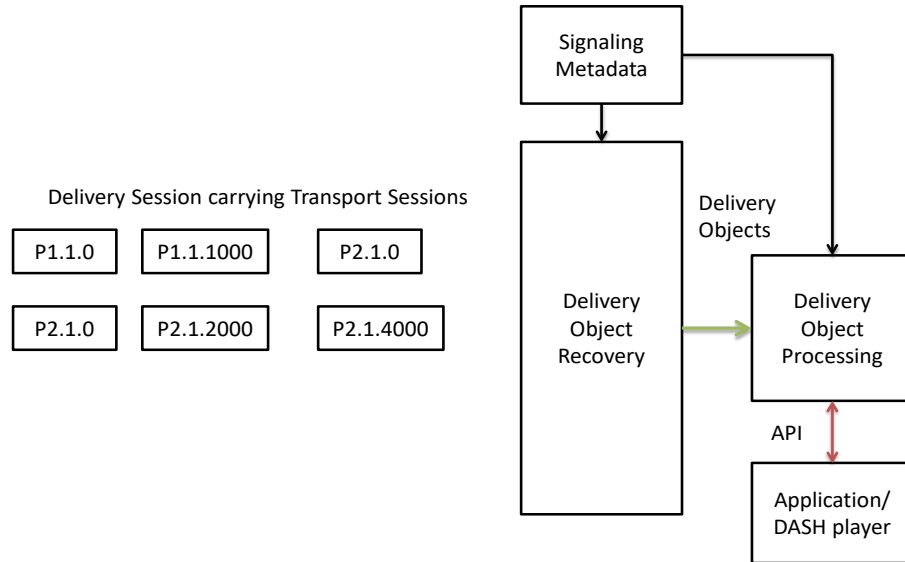 Signaling
Metadata
Delivery Session carrying Transport Sessions
P1.1.0
P1.1.1000
P2.1.0
P2.1.0
P2.1.2000
P2.1.4000
Delivery
Objects
Delivery
Object
Recovery
Delivery
Object
Processing
API
Application/
DASH player